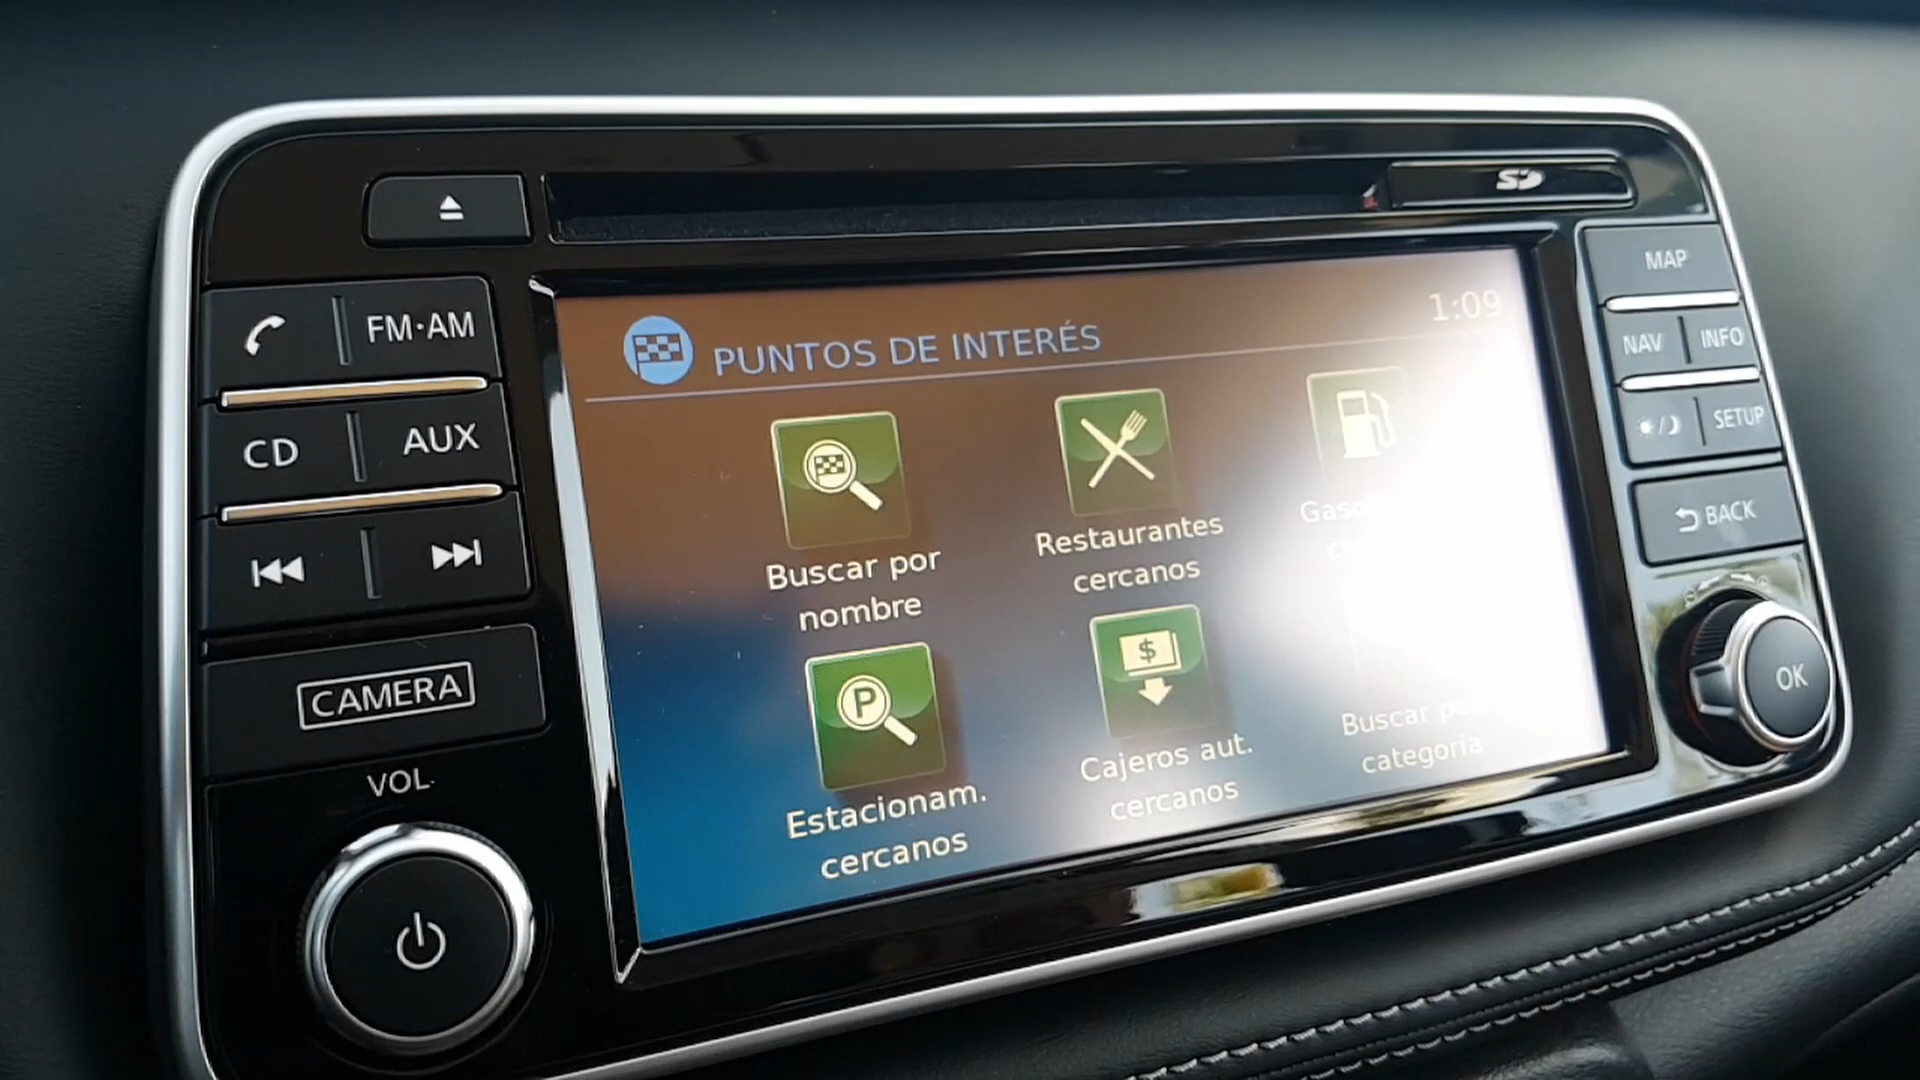 SD
MAP
FM·AM
NAV
INFO
1:09
PUNTOS DE INTERÉS
CD
AUX
SETUP
BACK
Buscar por
nombre
Restaurantes
cercanos
CAMERA
OK
P
$
Buscar
categoría
Estacionam.
cercanos
Cajeros aut.
cercanos
VOL